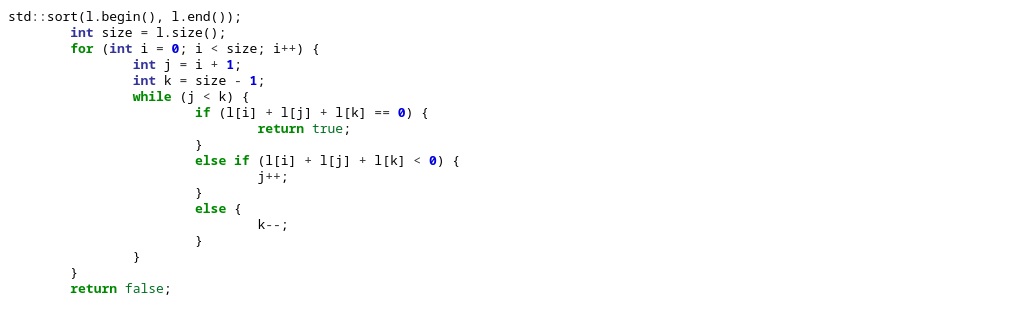 std::sort(l.begin(), l.end());
        int size = l.size();
        for (int i = 0; i < size; i++) {
                int j = i + 1;
                int k = size - 1;
                while (j < k) {
                        if (l[i] + l[j] + l[k] == 0) {
                                return true;
                        }
                        else if (l[i] + l[j] + l[k] < 0) {
                                j++;
                        }
                        else {
                                k--;
                        }
                }
        }
        return false;